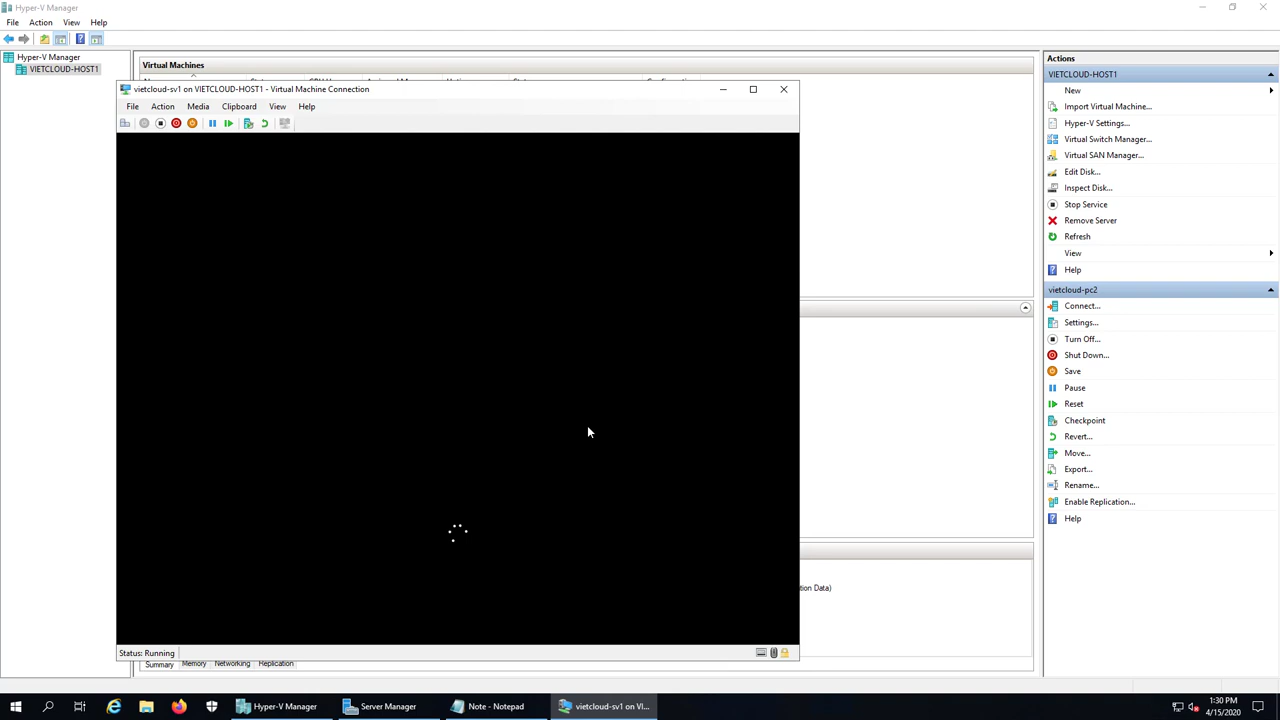 Hyper-V Manager
File Action View Help
Hyper-V Manager
VIETCLOUD-HOST1
Virtual Machines
vietcloud-sv1 on VIETCLOUD-HOST1 - Virtual Machine Connection
File Action Media Clipboard View Help
Status: Running
tion Data)
Summary Memory Networking Replication
Actions
VIETCLOUD-HOST1
New
Import Virtual Machine...
Hyper-V Settings...
Virtual Switch Manager...
Virtual SAN Manager...
Edit Disk...
Inspect Disk...
Stop Service
Remove Server
Refresh
View
Help
vietcloud-pc2
Connect...
Settings...
Turn Off...
Shut Down...
Save
Pause
Reset
Checkpoint
Revert...
Move...
Export...
Rename...
Enable Replication...
Help
Hyper-V Manager
Server Manager
Note - Notepad
vietcloud-sv1 on VI...
1:30 PM
4/15/2020